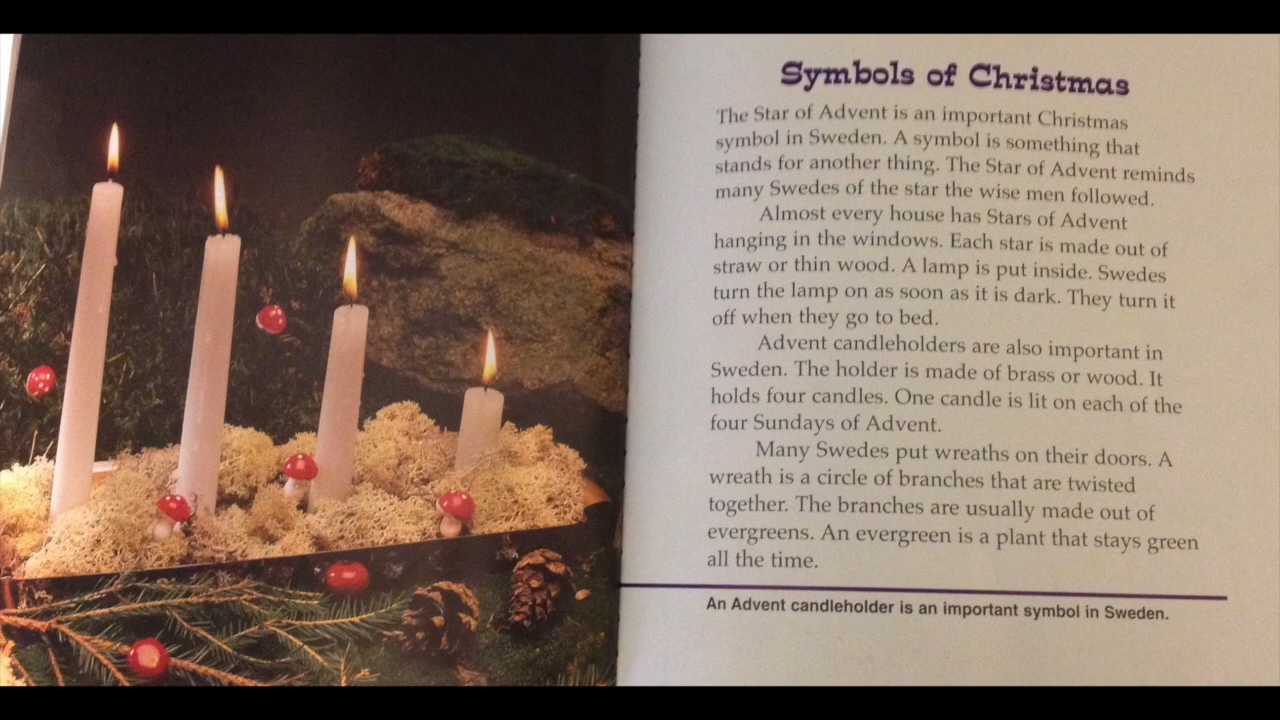 Symbols of Christmas
The Star of Advent is an important Christmas
symbol in Sweden. A symbol is something that
stands for another thing. The Star of Advent reminds
many Swedes of the star the wise men followed.
Almost every house has Stars of Advent
hanging in the windows. Each star is made out of
straw or thin wood. A lamp is put inside. Swedes
turn the lamp on as soon as it is dark. They turn it
off when they go to bed.
Advent candleholders are also important in
Sweden. The holder is made of brass or wood. It
holds four candles. One candle is lit on each of the
four Sundays of Advent.
Many Swedes put wreaths on their doors. A
wreath is a circle of branches that are twisted
together. The branches are usually made out of
evergreens. An evergreen is a plant that stays green
all the time.
An Advent candleholder is an important symbol in Sweden.